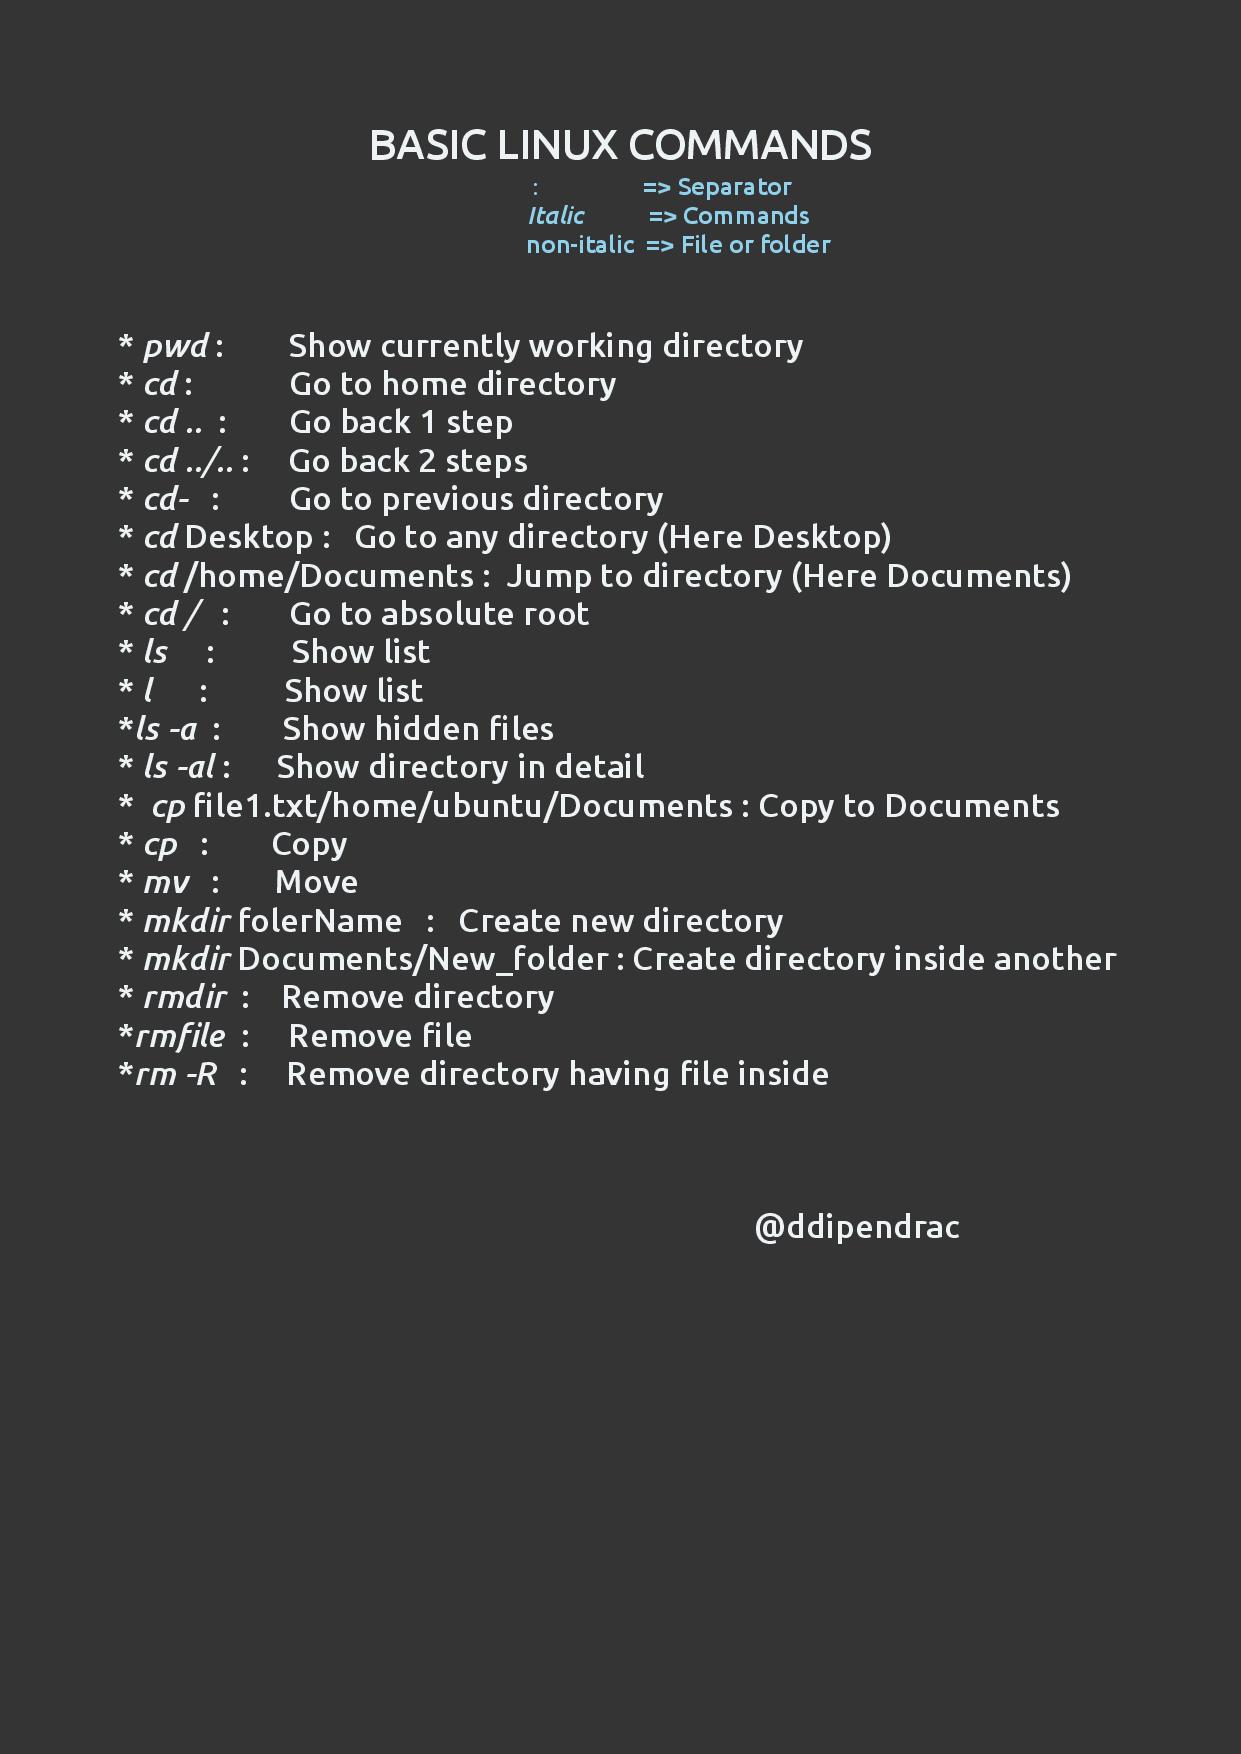 BASIC LINUX COMMANDS
: => Separator
Italic => Commands
non-italic => File or folder
* pwd : Show currently working directory
* cd : Go to home directory
* cd .. : Go back 1 step
* cd ../.. : Go back 2 steps
* cd- : Go to previous directory
* cd Desktop : Go to any directory (Here Desktop)
* cd /home/Documents : Jump to directory (Here Documents)
* cd / : Go to absolute root
* ls : Show list
* l : Show list
*ls -a : Show hidden files
* ls -al : Show directory in detail
* cp file1.txt/home/ubuntu/Documents : Copy to Documents
* cp : Copy
* mv : Move
* mkdir folerName : Create new directory
* mkdir Documents/New_folder : Create directory inside another
* rmdir : Remove directory
*rmfile : Remove file
*rm -R : Remove directory having file inside
@ddipendrac